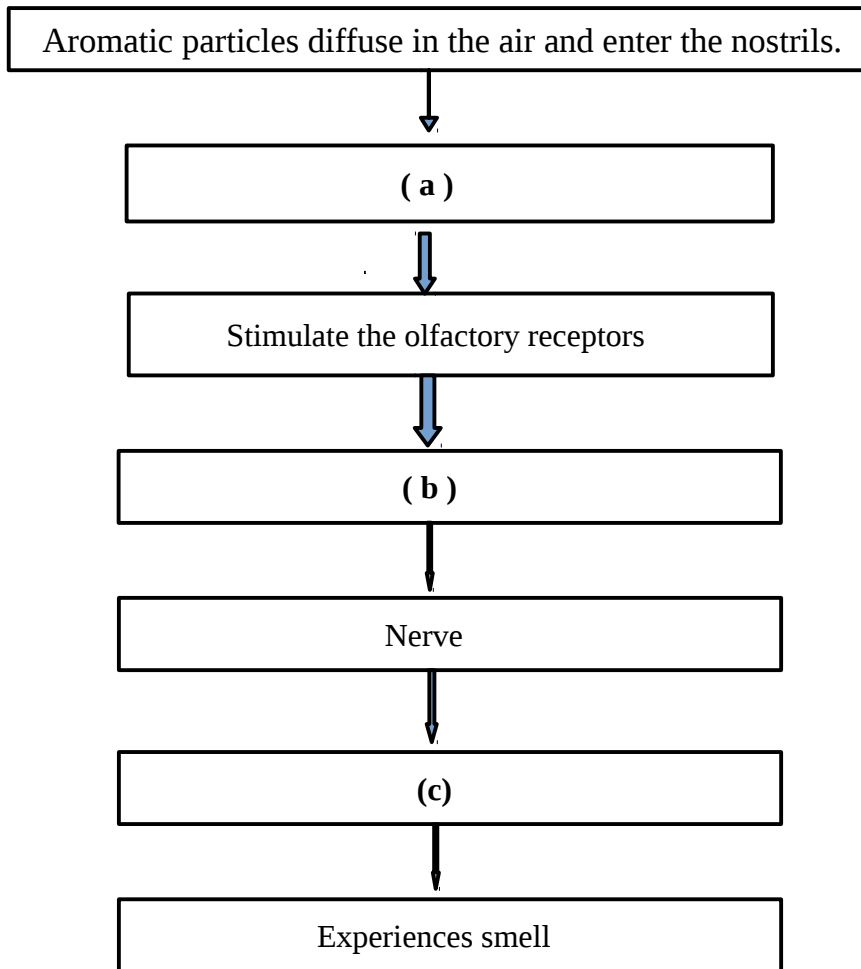 Aromatic particles diffuse in the air and enter the nostrils.
( a )
Stimulate the olfactory receptors
( b )
Nerve
(c)
Experiences smell